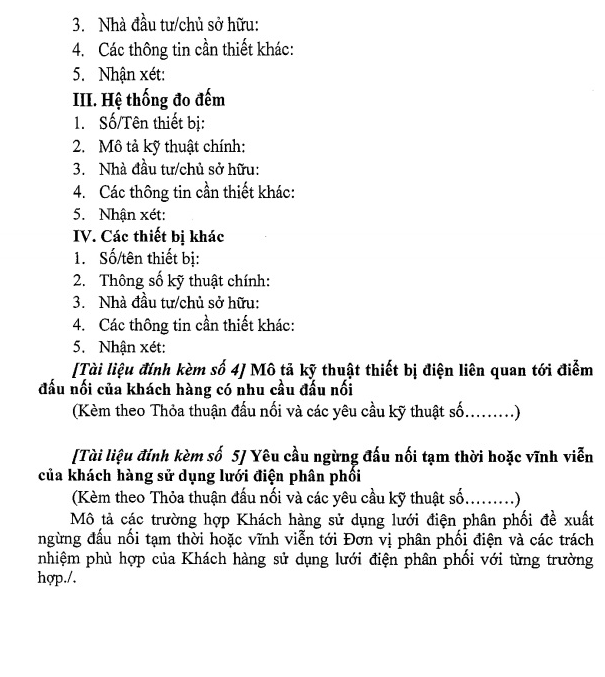 3. Nhà đầu tư/chủ sở hữu:
4. Các thông tin cần thiết khác:
5. Nhận xét:
III. Hệ thống đo đếm
1. Số/Tên thiết bị:
2. Mô tả kỹ thuật chính:
3. Nhà đầu tư/chủ sở hữu:
4. Các thông tin cần thiết khác:
5. Nhận xét:
IV. Các thiết bị khác
1. Số/tên thiết bị:
2. Thông số kỹ thuật chính:
3. Nhà đầu tư/chủ sở hữu:
4. Các thông tin cần thiết khác:
5. Nhận xét:
[Tài liệu đính kèm số 4] Mô tả kỹ thuật thiết bị điện liên quan tới điểm
đấu nối của khách hàng có nhu cầu đấu nối
(Kèm theo Thỏa thuận đấu nối và các yêu cầu kỹ thuật số.........)
[Tài liệu đính kèm số 5] Yêu cầu ngừng đấu nối tạm thời hoặc vĩnh viễn
của khách hàng sử dụng lưới điện phân phối
(Kèm theo Thỏa thuận đấu nối và các yêu cầu kỹ thuật số.........)
Mô tả các trường hợp Khách hàng sử dụng lưới điện phân phối đề xuất
ngừng đấu nối tạm thời hoặc vĩnh viễn tới Đơn vị phân phối điện và các trách
nhiệm phù hợp của Khách hàng sử dụng lưới điện phân phối với từng trường
hợp./.